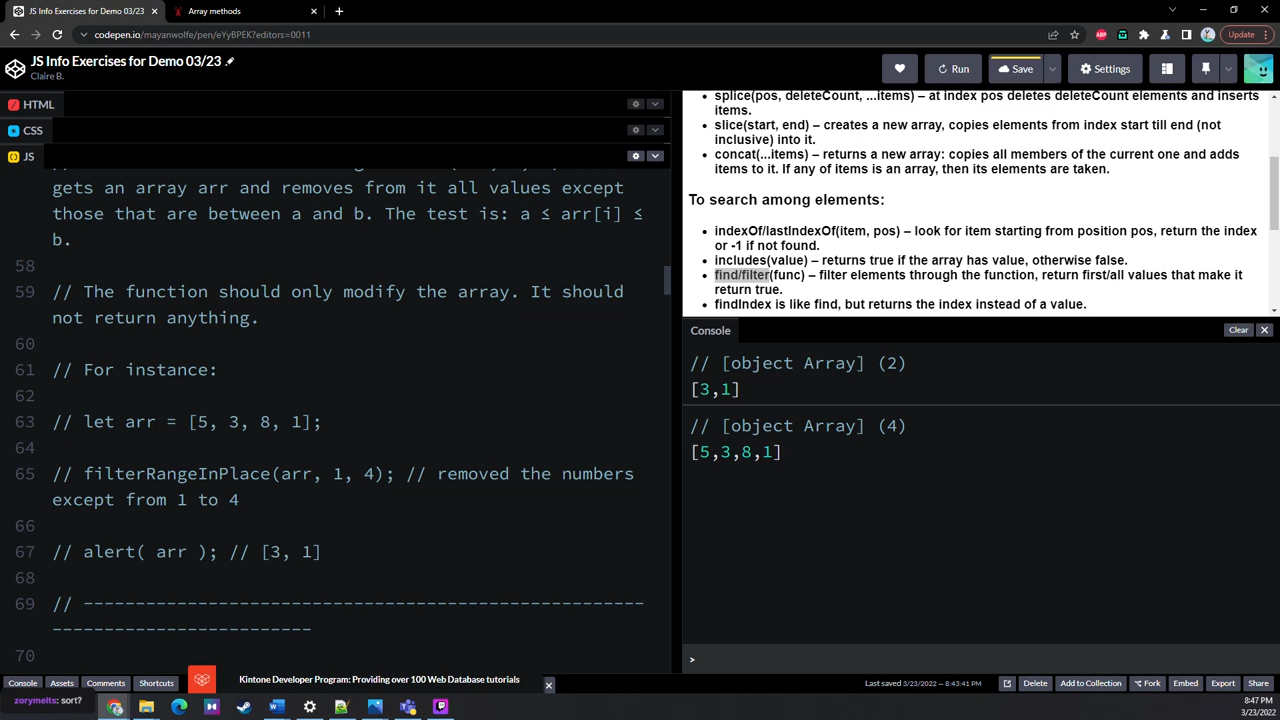 JS Info Exercises for Demo 03/23
Array methods
codepen.io/mayanwolfe/pen/eYyBPEK?editors=0011
ABP
Update
JS Info Exercises for Demo 03/23
Claire B.
Run
Save
Settings
HTML
CSS
JS
gets an array arr and removes from it all values except
those that are between a and b. The test is: a ≤ arr[i] ≤
b.
58
59 // The function should only modify the array. It should
not return anything.
60
61 // For instance:
62
63 // let arr = [5, 3, 8, 1];
64
65 // filterRangeInPlace(arr, 1, 4); // removed the numbers
except from 1 to 4
66
67 // alert( arr ); // [3, 1]
68
69 // ------------------------------------------------------
-------------------------
70
splice(pos, deleteCount, ...items) – at index pos deletes deleteCount elements and inserts
items.
slice(start, end) – creates a new array, copies elements from index start till end (not
inclusive) into it.
concat(...items) – returns a new array: copies all members of the current one and adds
items to it. If any of items is an array, then its elements are taken.
To search among elements:
indexOf/lastIndexOf(item, pos) – look for item starting from position pos, return the index
or -1 if not found.
includes(value) – returns true if the array has value, otherwise false.
find/filter(func) – filter elements through the function, return first/all values that make it
return true.
findIndex is like find, but returns the index instead of a value.
Console
Clear
// [object Array] (2)
[3,1]
// [object Array] (4)
[5,3,8,1]
>
Console Assets Comments Shortcuts
Kintone Developer Program: Providing over 100 Web Database tutorials
Last saved 3/23/2022 — 8:43:41 PM
Delete Add to Collection Fork Embed Export Share
zorymelts: sort?
8:47 PM
3/23/2022